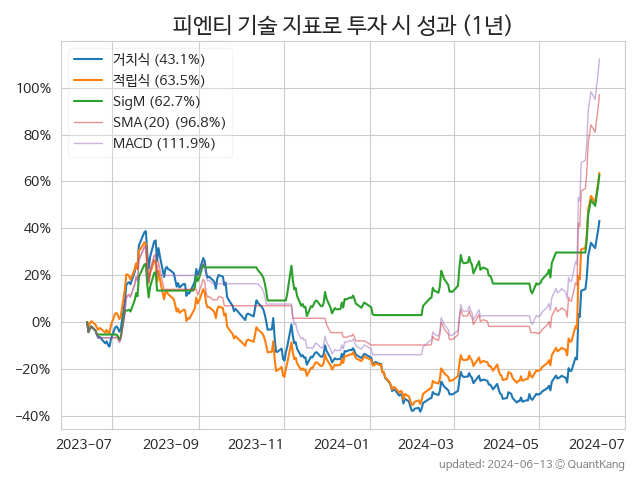 피엔티 기술 지표로 투자 시 성과 (1년)
거치식 (43.1%)
적립식 (63.5%)
SigM (62.7%)
SMA(20) (96.8%)
MACD (111.9%)
100%
80%
60%
40%
20%
0%
−20%
−40%
2023-07 2023-09 2023-11 2024-01 2024-03 2024-05 2024-07
updated: 2024-06-13 © QuantKang